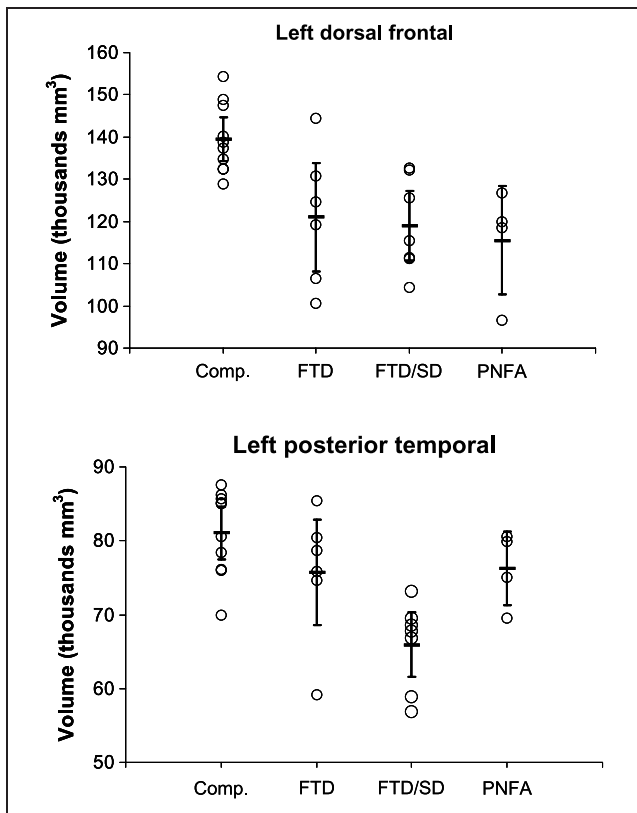 Left dorsal frontal
160
150
140
130
120
110
100
90
Volume (thousands mm³)
Comp. FTD FTD/SD PNFA
Left posterior temporal
90
80
70
60
50
Volume (thousands mm³)
Comp. FTD FTD/SD PNFA